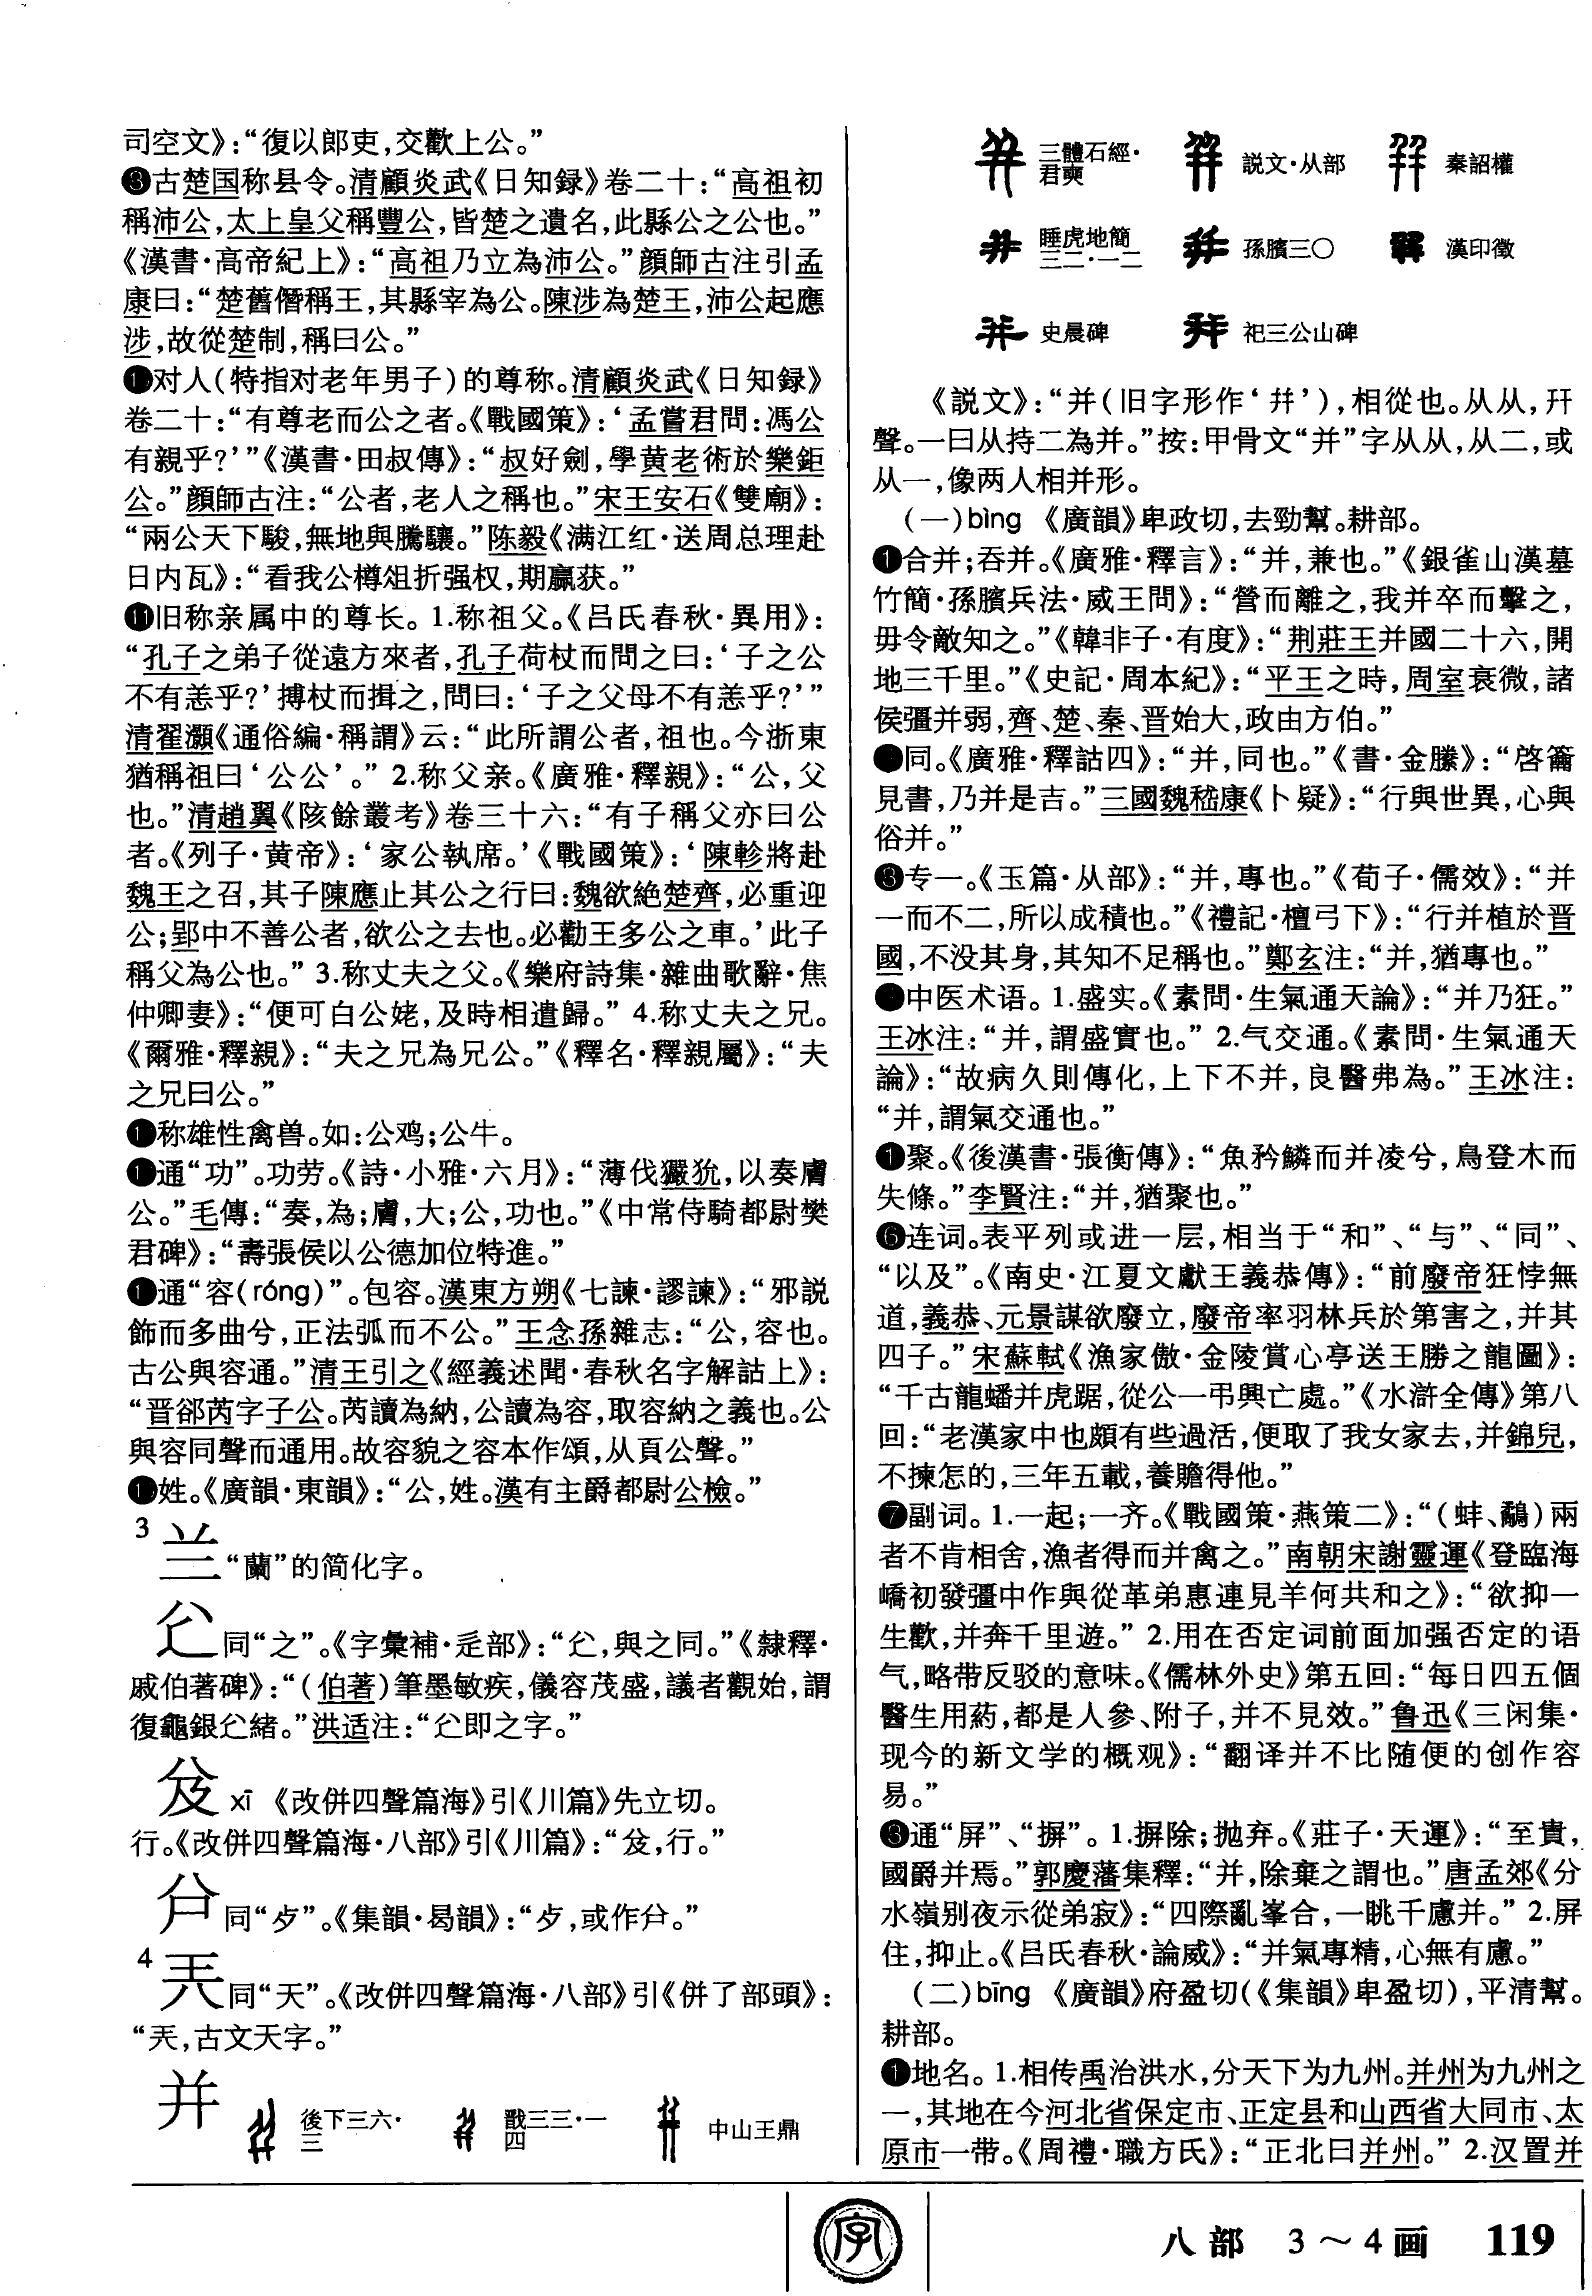 司空文》：“復以郎吏，交歡上公。”
❸古楚国称县令。清顧炎武《日知録》卷二十：“高祖初
稱沛公，太上皇父稱豐公，皆楚之遺名，此縣公之公也。”
《漢書·高帝紀上》：“高祖乃立為沛公。”顔師古注引孟
康曰：“楚舊僭稱王，其縣宰為公。陳涉為楚王，沛公起應
涉，故從楚制，稱曰公。”
❶对人（特指对老年男子）的尊称。清顧炎武《日知録》
卷二十：“有尊老而公之者。《戰國策》：‘孟嘗君問：馮公
有親乎？’”《漢書·田叔傳》：“叔好劍，學黄老術於樂鉅
公。”顔師古注：“公者，老人之稱也。”宋王安石《雙廟》：
“兩公天下駿，無地與騰驤。”陈毅《满江红·送周总理赴
日内瓦》：“看我公樽俎折强权，期赢获。”
⓫旧称亲属中的尊长。1.称祖父。《吕氏春秋·異用》：
“孔子之弟子從遠方來者，孔子荷杖而問之曰：‘子之公
不有恙乎？’搏杖而揖之，問曰：‘子之父母不有恙乎？’”
清翟灝《通俗編·稱謂》云：“此所謂公者，祖也。今浙東
猶稱祖曰‘公公’。”2.称父亲。《廣雅·釋親》：“公，父
也。”清趙翼《陔餘叢考》卷三十六：“有子稱父亦曰公
者。《列子·黄帝》：‘家公執席。’《戰國策》：‘陳軫將赴
魏王之召，其子陳應止其公之行曰：魏欲絶楚齊，必重迎
公；郢中不善公者，欲公之去也。必勸王多公之車。’此子
稱父為公也。”3.称丈夫之父。《樂府詩集·雜曲歌辭·焦
仲卿妻》：“便可白公姥，及時相遣歸。”4.称丈夫之兄。
《爾雅·釋親》：“夫之兄為兄公。”《釋名·釋親屬》：“夫
之兄曰公。”
❶称雄性禽兽。如：公鸡；公牛。
❶通“功”。功劳。《詩·小雅·六月》：“薄伐玁狁，以奏膚
公。”毛傳：“奏，為；膚，大；公，功也。”《中常侍騎都尉樊
君碑》：“壽張侯以公德加位特進。”
❶通“容（róng）”。包容。漢東方朔《七諫·謬諫》：“邪説
飾而多曲兮，正法弧而不公。”王念孫雜志：“公，容也。
古公與容通。”清王引之《經義述聞·春秋名字解詁上》：
“晋郤芮字子公。芮讀為納，公讀為容，取容納之義也。公
與容同聲而通用。故容貌之容本作頌，从頁公聲。”
❶姓。《廣韻·東韻》：“公，姓。漢有主爵都尉公檢。”
3 兰“蘭”的简化字。
同“之”。《字彙補·辵部》：“，與之同。”《隸釋·
戚伯著碑》：“（伯著）筆墨敏疾，儀容茂盛，議者觀始，謂
復龜銀緒。”洪适注：“即之字。”
xī 《改併四聲篇海》引《川篇》先立切。
行。《改併四聲篇海·八部》引《川篇》：“，行。”
同“歺”。《集韻·曷韻》：“歺，或作。”
4 同“天”。《改併四聲篇海·八部》引《併了部頭》：
“，古文天字。”
并 後下三六·三 戩三三·一四 中山王鼎
三體石經·君奭 説文·从部 秦詔權
睡虎地簡三二·一二 孫臏三〇 漢印徵
史晨碑 祀三公山碑
《説文》：“并（旧字形作‘幷’），相從也。从从，幵
聲。一曰从持二為并。”按：甲骨文“并”字从从，从二，或
从一，像两人相并形。
（一）bìng 《廣韻》卑政切，去勁幫。耕部。
❶合并；吞并。《廣雅·釋言》：“并，兼也。”《銀雀山漢墓
竹簡·孫臏兵法·威王問》：“營而離之，我并卒而擊之，
毋令敵知之。”《韓非子·有度》：“荆莊王并國二十六，開
地三千里。”《史記·周本紀》：“平王之時，周室衰微，諸
侯彊并弱，齊、楚、秦、晋始大，政由方伯。”
●同。《廣雅·釋詁四》：“并，同也。”《書·金縢》：“啓籥
見書，乃并是吉。”三國魏嵇康《卜疑》：“行與世異，心與
俗并。”
❸专一。《玉篇·从部》：“并，專也。”《荀子·儒效》：“并
一而不二，所以成積也。”《禮記·檀弓下》：“行并植於晋
國，不没其身，其知不足稱也。”鄭玄注：“并，猶專也。”
●中医术语。1.盛实。《素問·生氣通天論》：“并乃狂。”
王冰注：“并，謂盛實也。”2.气交通。《素問·生氣通天
論》：“故病久則傳化，上下不并，良醫弗為。”王冰注：
“并，謂氣交通也。”
❶聚。《後漢書·張衡傳》：“魚矜鱗而并凌兮，鳥登木而
失條。”李賢注：“并，猶聚也。”
❻连词。表平列或进一层，相当于“和”、“与”、“同”、
“以及”。《南史·江夏文獻王義恭傳》：“前廢帝狂悖無
道，義恭、元景謀欲廢立，廢帝率羽林兵於第害之，并其
四子。”宋蘇軾《漁家傲·金陵賞心亭送王勝之龍圖》：
“千古龍蟠并虎踞，從公一弔興亡處。”《水滸全傳》第八
回：“老漢家中也頗有些過活，便取了我女家去，并錦兒，
不揀怎的，三年五載，養贍得他。”
❼副词。1.一起；一齐。《戰國策·燕策二》：“（蚌、鷸）兩
者不肯相舍，漁者得而并禽之。”南朝宋謝靈運《登臨海
嶠初發彊中作與從革弟惠連見羊何共和之》：“欲抑一
生歡，并奔千里遊。”2.用在否定词前面加强否定的语
气，略带反驳的意味。《儒林外史》第五回：“每日四五個
醫生用葯，都是人參、附子，并不見效。”鲁迅《三闲集·
现今的新文学的概观》：“翻译并不比随便的创作容
易。”
❸通“屏”、“摒”。1.摒除；抛弃。《莊子·天運》：“至貴，
國爵并焉。”郭慶藩集釋：“并，除棄之謂也。”唐孟郊《分
水嶺别夜示從弟寂》：“四際亂峯合，一眺千慮并。”2.屏
住，抑止。《吕氏春秋·論威》：“并氣專精，心無有慮。”
（二）bīng 《廣韻》府盈切（《集韻》卑盈切），平清幫。
耕部。
❶地名。1.相传禹治洪水，分天下为九州。并州为九州之
一，其地在今河北省保定市、正定县和山西省大同市、太
原市一带。《周禮·職方氏》：“正北曰并州。”2.汉置并
字
八部 3～4画 119